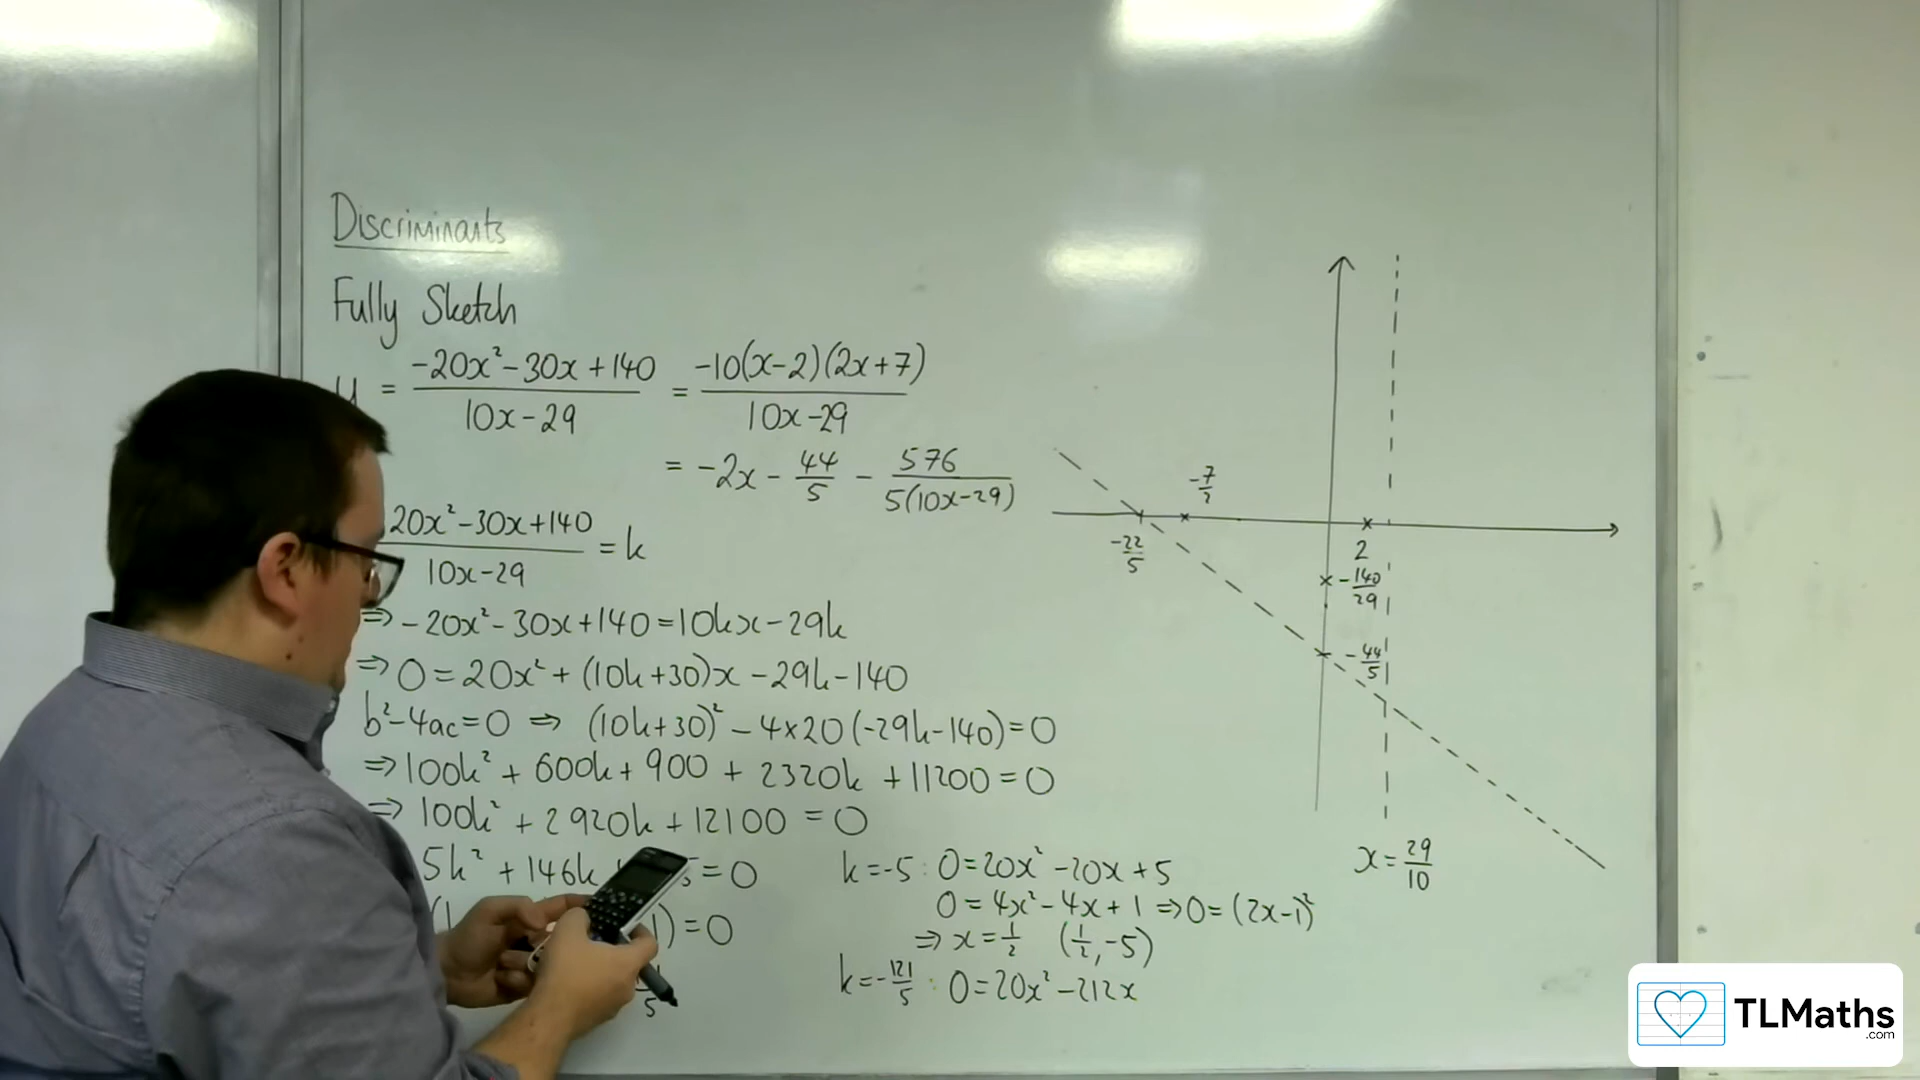 Discriminants
Fully Sketch
y = (-20x² - 30x + 140)/(10x - 29) = (-10(x-2)(2x+7))/(10x-29)
= -2x - 44/5 - 576/(5(10x-29))
20x² - 30x + 140/(10x - 29) = k
⇒ -20x² - 30x + 140 = 10kx - 29k
⇒ 0 = 20x² + (10k+30)x - 29k - 140
b² - 4ac = 0 ⇒ (10k+30)² - 4×20(-29k-140) = 0
⇒ 100k² + 600k + 900 + 2320k + 11200 = 0
⇒ 100k² + 2920k + 12100 = 0
5k² + 146k 5 = 0
( 1) = 0
5
k = -5 : 0 = 20x² - 20x + 5
0 = 4x² - 4x + 1 ⇒ 0 = (2x-1)²
⇒ x = 1/2 (1/2, -5)
k = -121/5 : 0 = 20x² - 212x
-7/2
-22/5
2
-140/29
-44/5
x = 29/10
TLMaths
.com